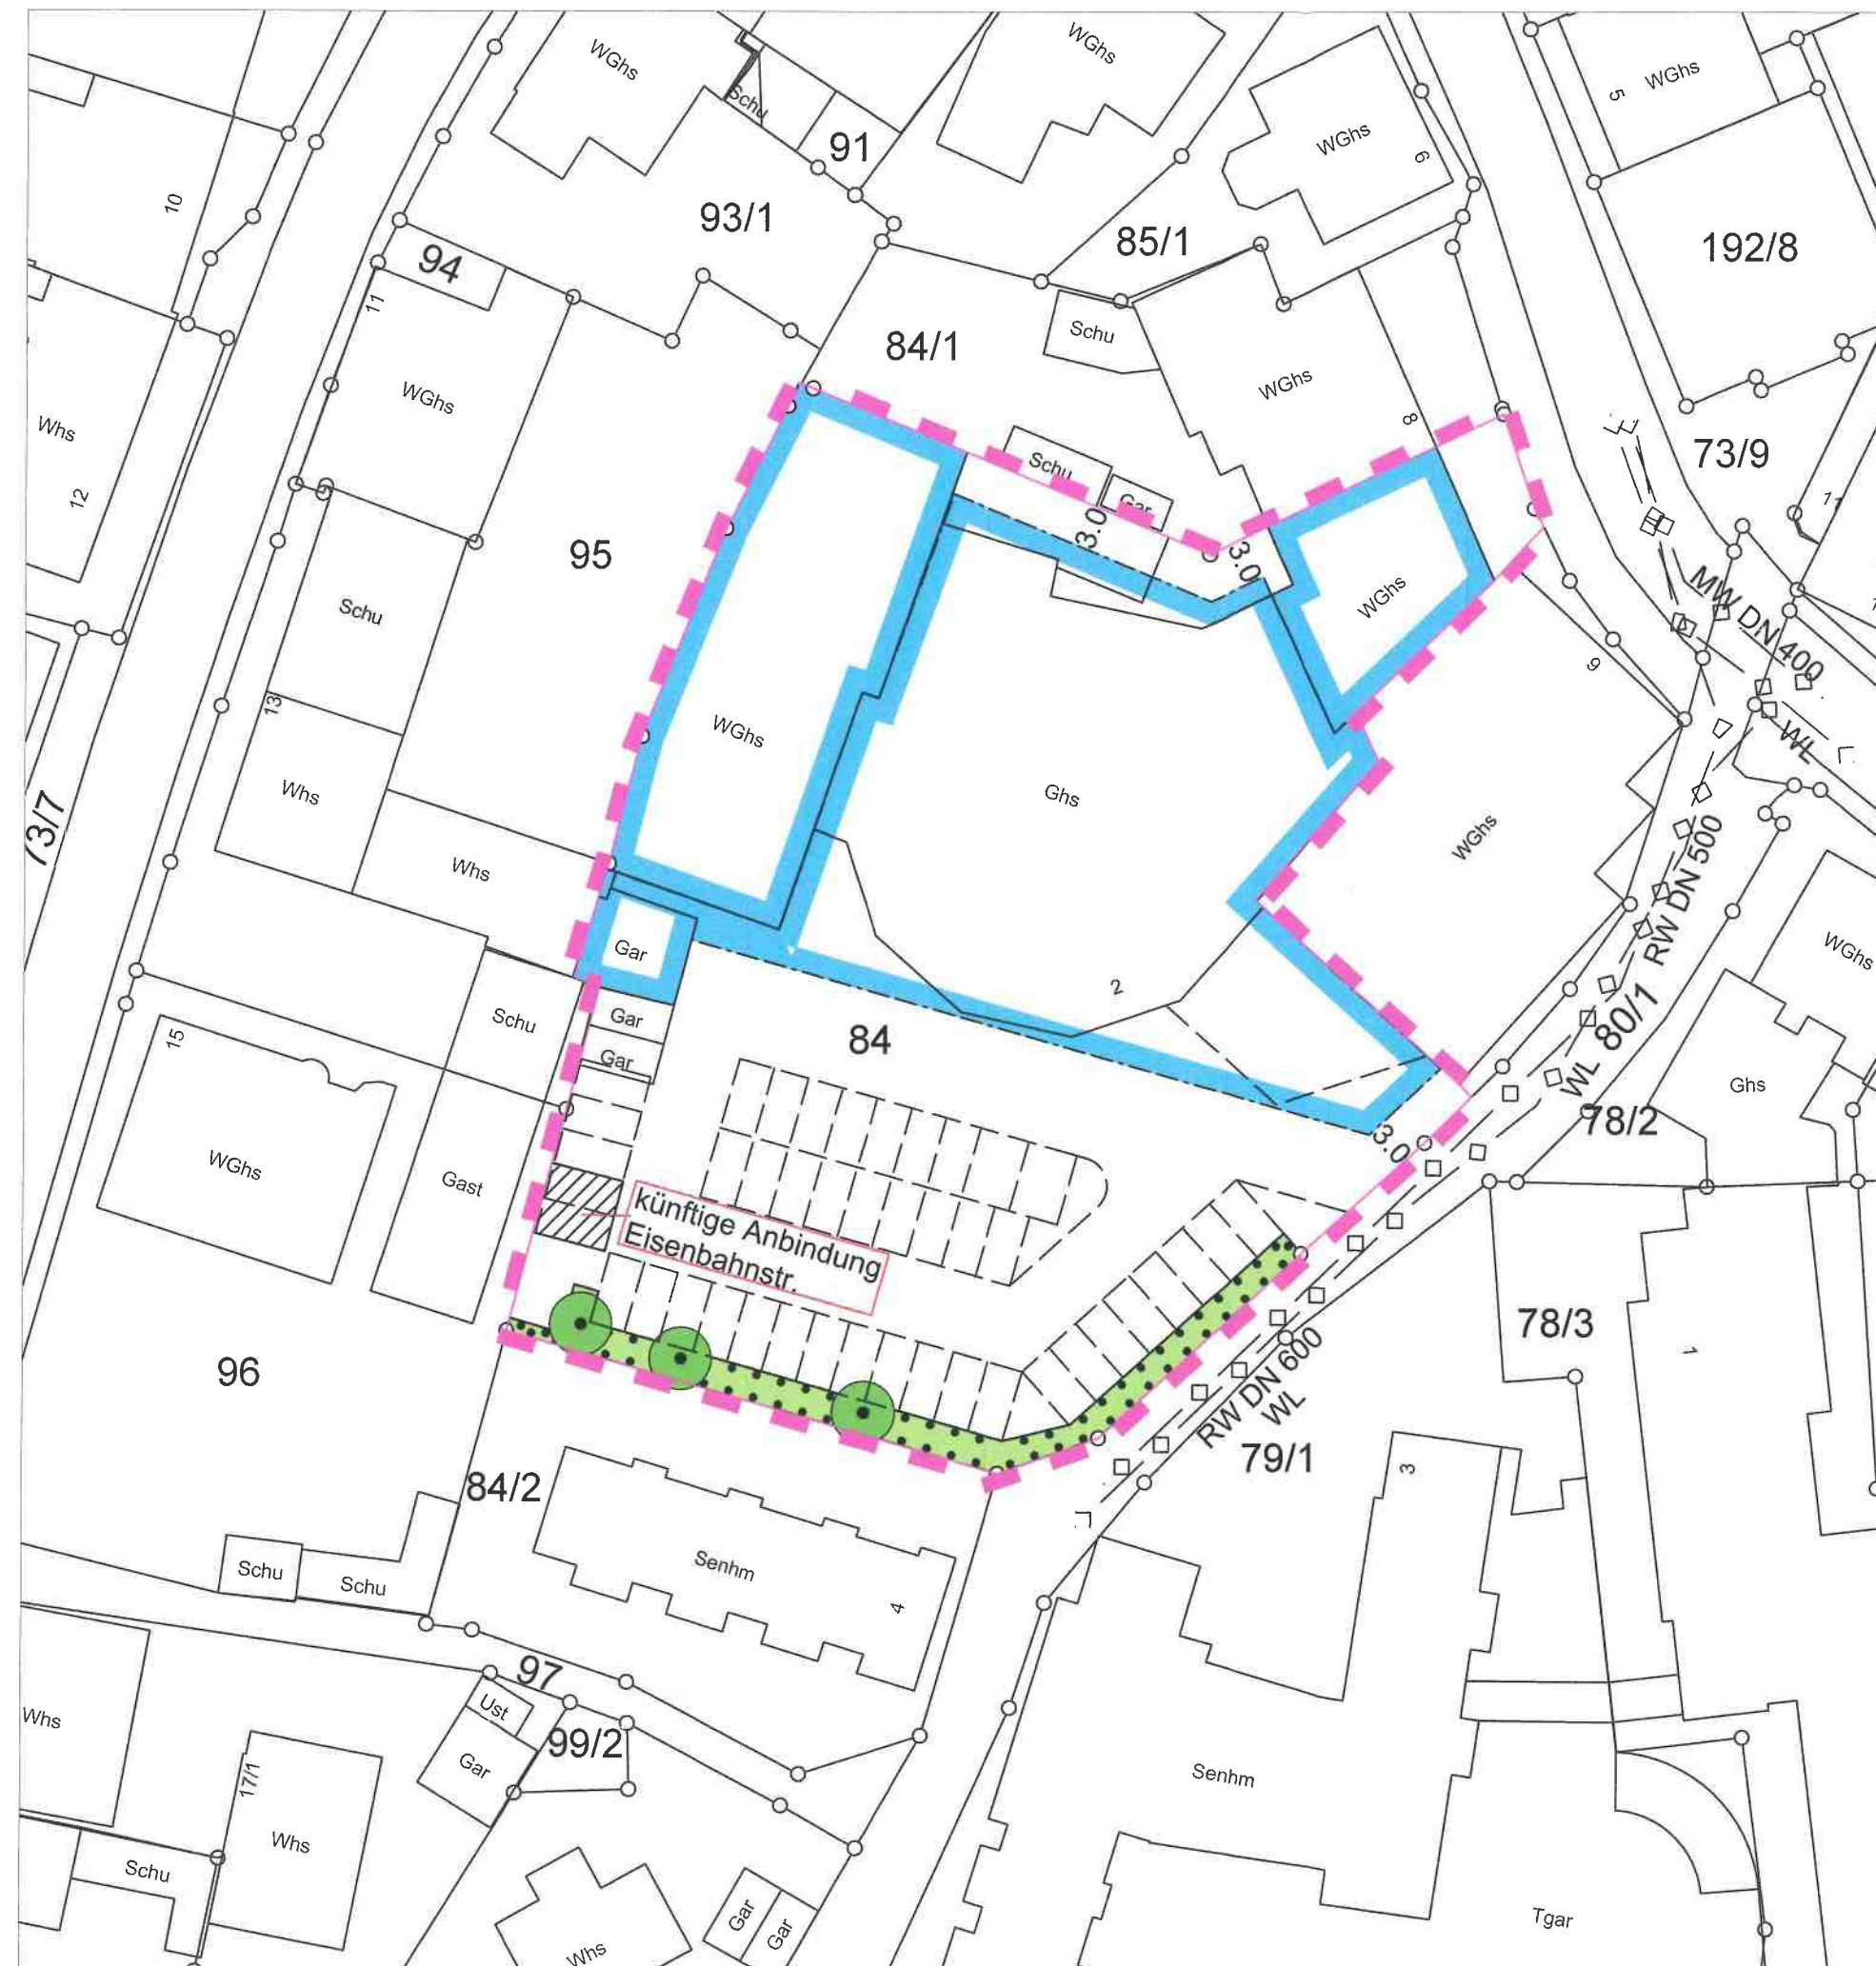 WGhs
Schu
91
WGhs
WGhs
6
5
WGhs
10
93/1
85/1
192/8
94
11
84/1
Schu
WGhs
WGhs
8
Whs
12
95
Schu
Gar
3.0
3.0
73/9
WGhs
MW DN 400
WL
Schu
13
Whs
WGhs
Ghs
WGhs
9
73/7
Whs
Gar
2
RW DN 500
WGhs
Schu
Gar
Gar
84
15
WGhs
Gast
3.0
WL
80/1
Ghs
78/2
künftige Anbindung
Eisenbahnstr.
96
78/3
1
RW DN 600
WL
79/1
3
84/2
Schu
Schu
Senhm
4
97
Whs
Ust
99/2
Gar
17/1
Whs
Senhm
Schu
Gar
Gar
Whs
Tgar